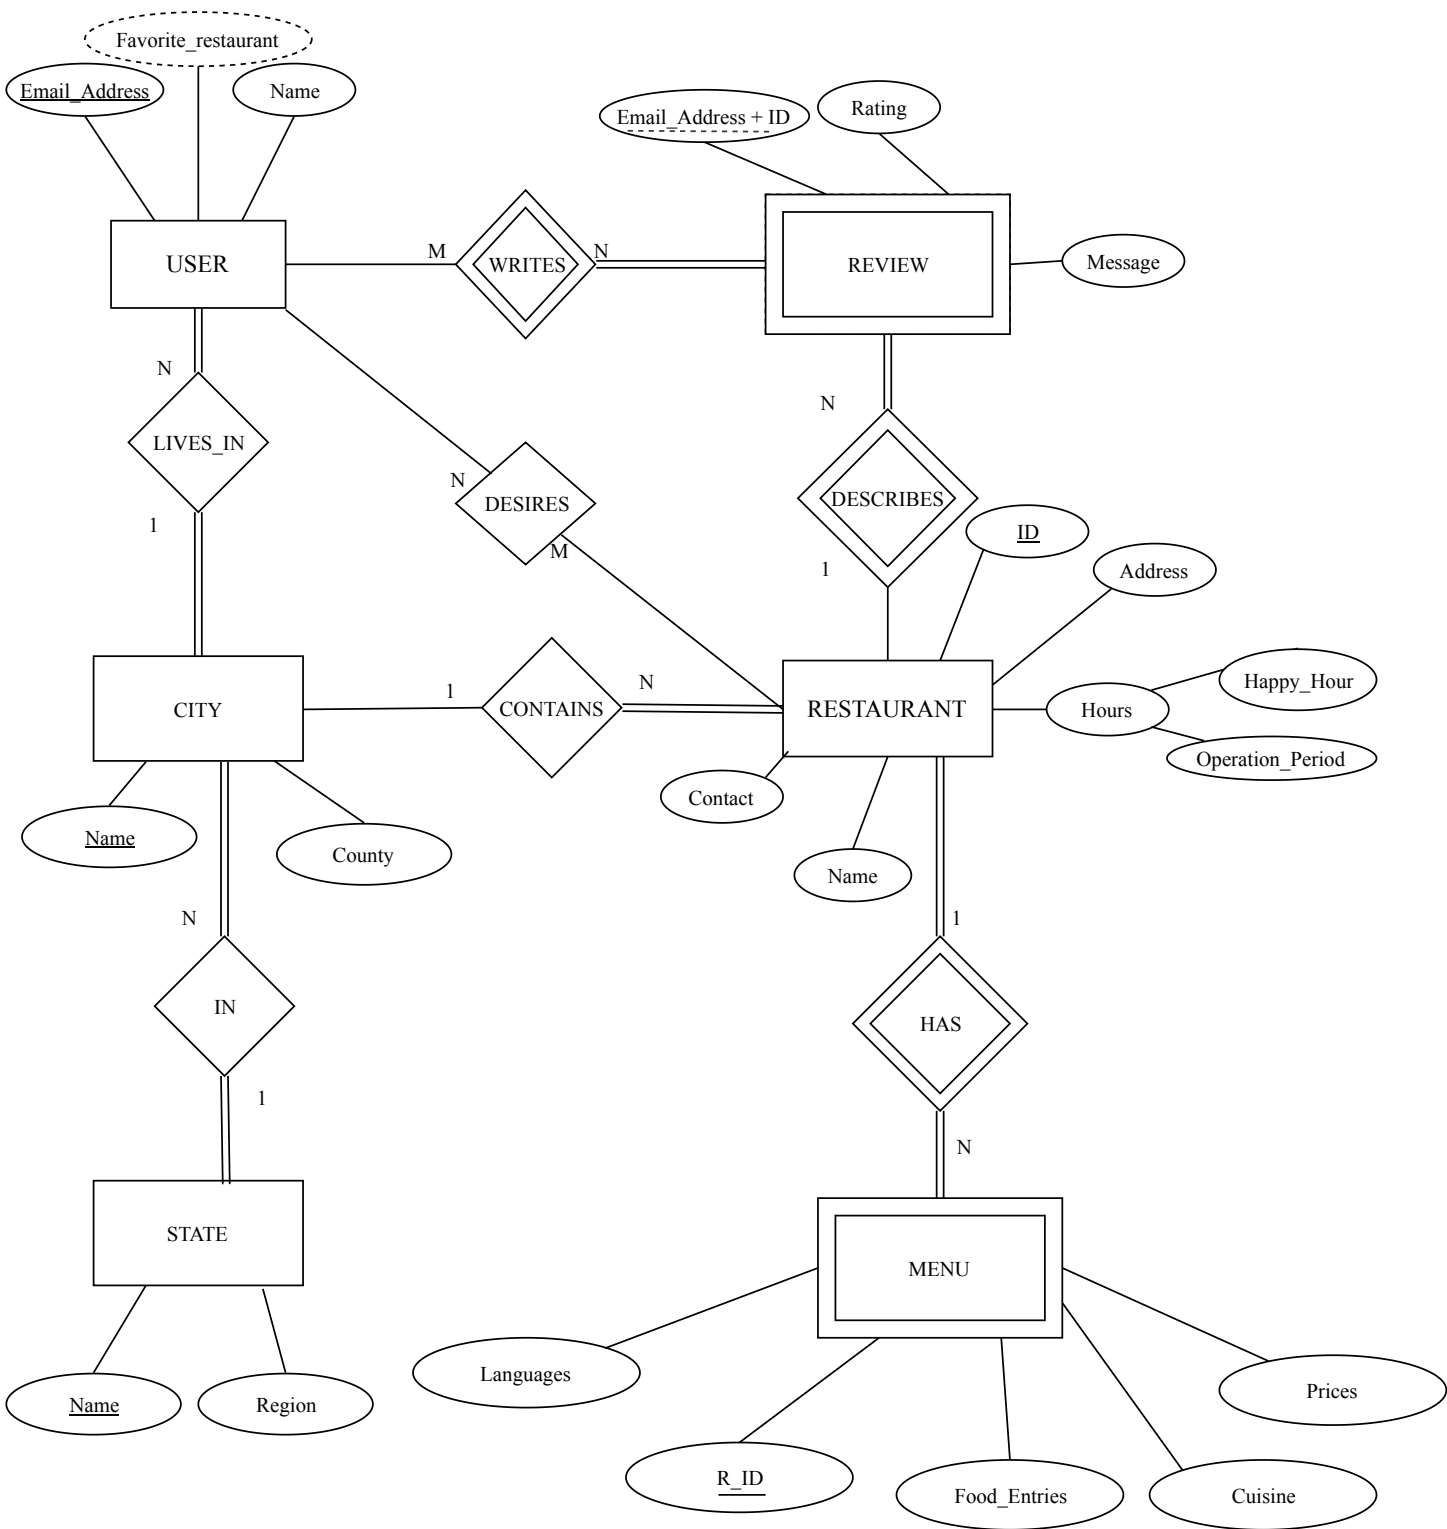 Favorite_restaurant
Email_Address
Name
Email_Address + ID
Rating
USER
M
WRITES
N
REVIEW
Message
N
LIVES_IN
1
N
DESIRES
M
N
DESCRIBES
1
ID
Address
CITY
1
CONTAINS
N
RESTAURANT
Hours
Happy_Hour
Operation_Period
Contact
Name
Name
County
N
IN
1
1
HAS
N
STATE
Name
Region
MENU
Languages
R_ID
Food_Entries
Cuisine
Prices